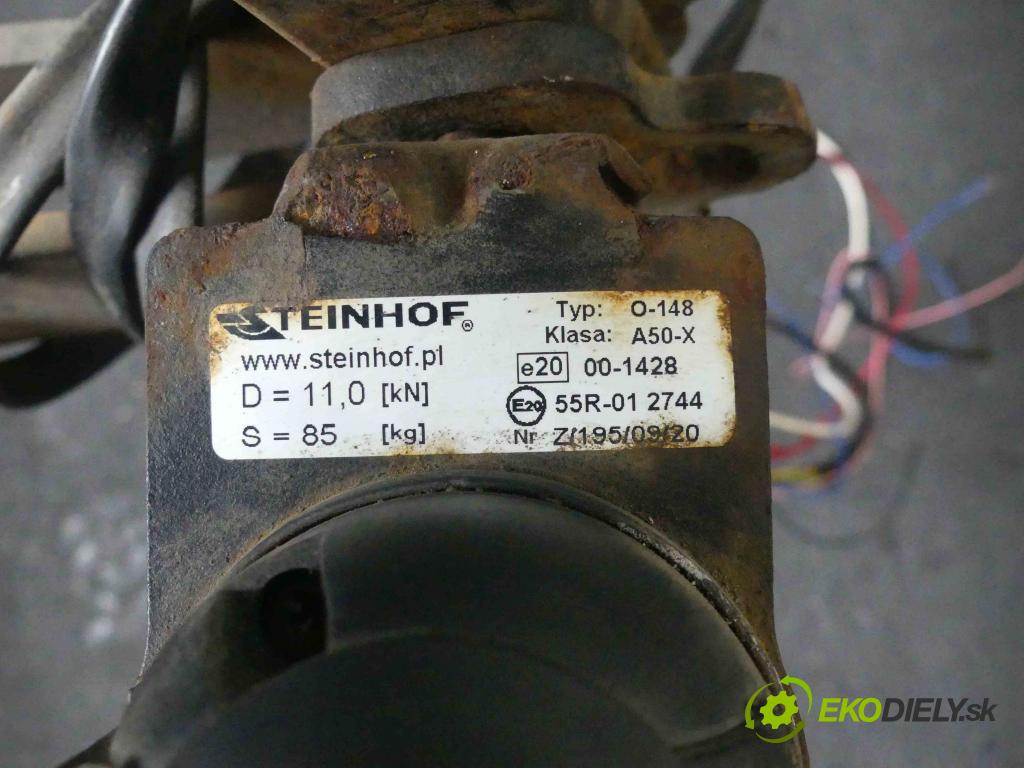 STEINHOF®
www.steinhof.pl
D = 11,0 [kN]
S = 85 [kg]
Typ: O-148
Klasa: A50-X
e20 00-1428
E20 55R-01 2744
Nr Z/195/09/20
EKODIELY.sk